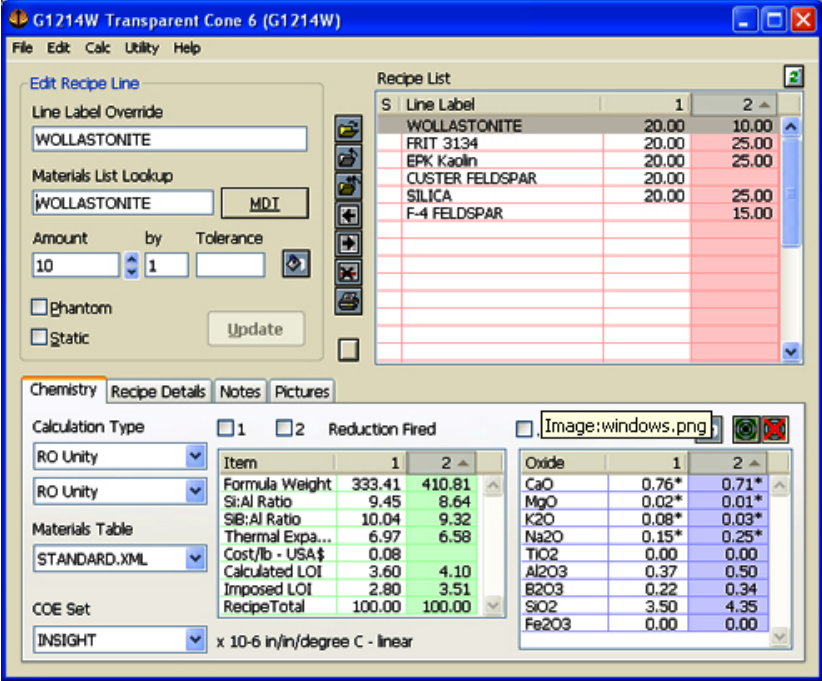 G1214W Transparent Cone 6 (G1214W)
File Edit Calc Utility Help
Edit Recipe Line
Line Label Override
WOLLASTONITE
Materials List Lookup
WOLLASTONITE MDT
Amount by Tolerance
10 1
Phantom
Static
Update
Recipe List
S Line Label 1 2
WOLLASTONITE 20.00 10.00
FRIT 3134 20.00 25.00
EPK Kaolin 20.00 25.00
CUSTER FELDSPAR 20.00
SILICA 20.00 25.00
F-4 FELDSPAR 15.00
Chemistry Recipe Details Notes Pictures
Calculation Type
RO Unity
RO Unity
Materials Table
STANDARD.XML
COE Set
INSIGHT
1 2 Reduction Fired
Item 1 2
Formula Weight 333.41 410.81
Si:Al Ratio 9.45 8.64
SiB:Al Ratio 10.04 9.32
Thermal Expa... 6.97 6.58
Cost/lb - USA$ 0.08
Calculated LOI 3.60 4.10
Imposed LOI 2.80 3.51
RecipeTotal 100.00 100.00
x 10-6 in/in/degree C - linear
Image:windows.png
Oxide 1 2
CaO 0.76* 0.71*
MgO 0.02* 0.01*
K2O 0.08* 0.03*
Na2O 0.15* 0.25*
TiO2 0.00 0.00
Al2O3 0.37 0.50
B2O3 0.22 0.34
SiO2 3.50 4.35
Fe2O3 0.00 0.00